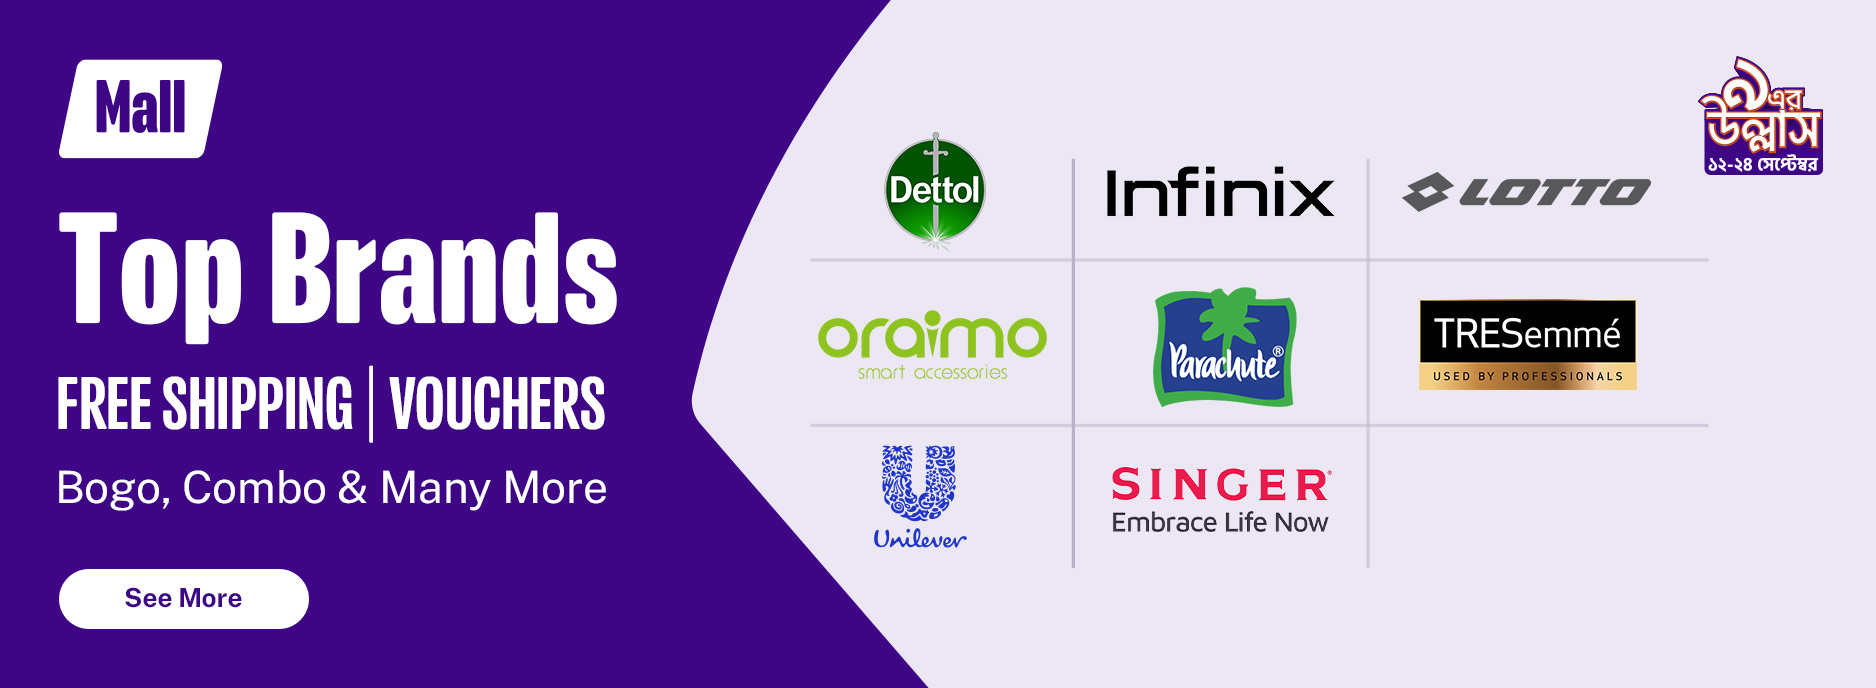 Mall
Top Brands
FREE SHIPPING | VOUCHERS
Bogo, Combo & Many More
See More
Dettol
Infinix
LOTTO
oraimo
smart accessories
Parachute®
TRESemmé
USED BY PROFESSIONALS
Unilever
SINGER®
Embrace Life Now
৯এর
উল্লাস
১২-২৪ সেপ্টেম্বর